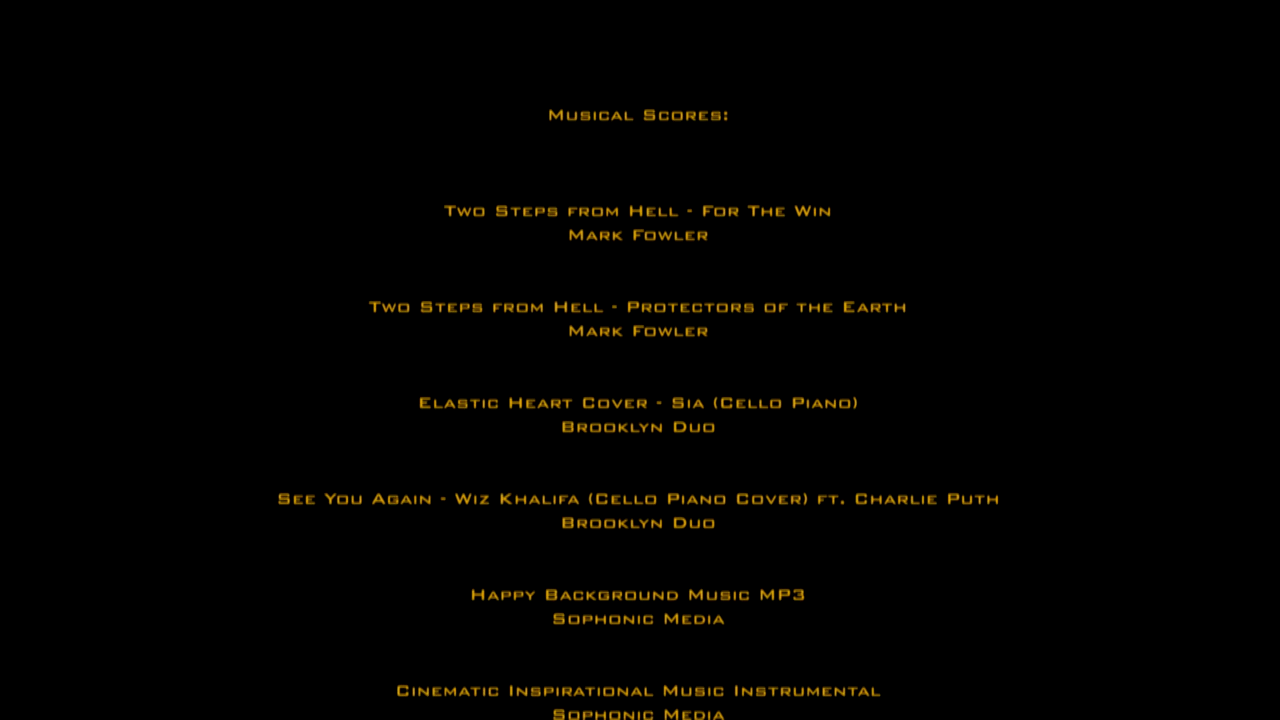 Musical Scores:
Two Steps from Hell - For The Win
Mark Fowler
Two Steps from Hell - Protectors of the Earth
Mark Fowler
Elastic Heart Cover - Sia (Cello Piano)
Brooklyn Duo
See You Again - Wiz Khalifa (Cello Piano Cover) ft. Charlie Puth
Brooklyn Duo
Happy Background Music MP3
Sophonic Media
Cinematic Inspirational Music Instrumental
Sophonic Media